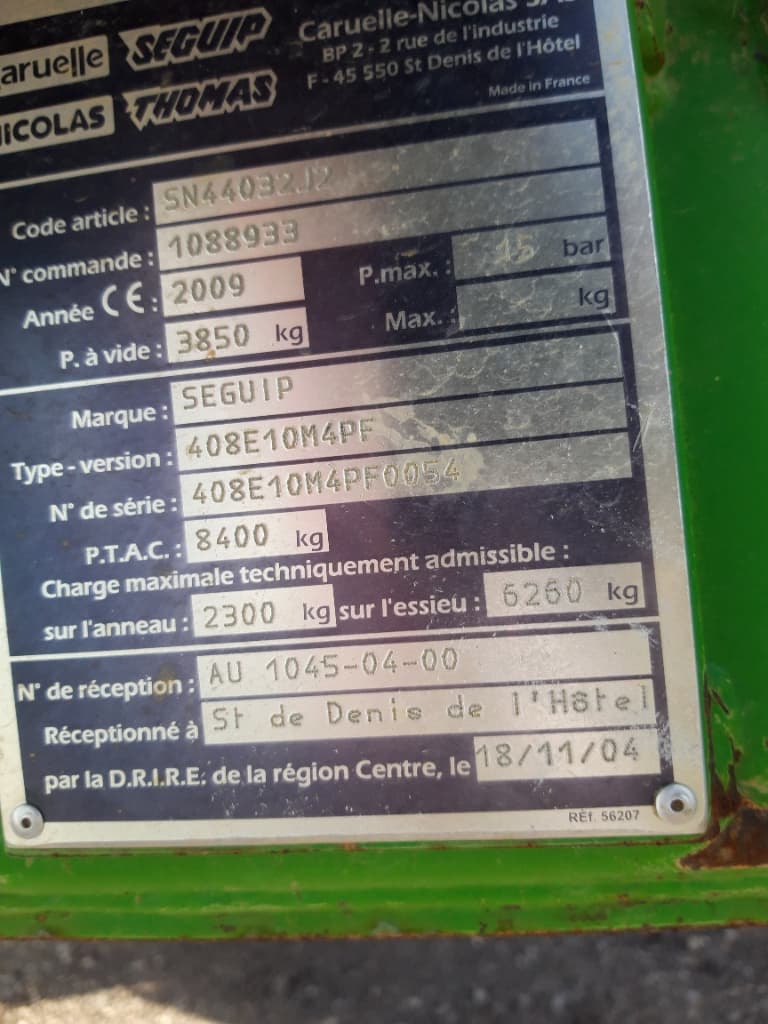 aruelle SEGUIP Caruelle-Nicolas
NICOLAS THOMAS BP 2 - 2 rue de l'industrie
F - 45 550 St Denis de l'Hôtel
Made in France
Code article : SN44032J2
N° commande : 1088933
Année CE : 2009 P.max. : 15 bar
P. à vide : 3850 kg Max. : kg
Marque : SEGUIP
Type - version : 408E10M4PF
N° de série : 408E10M4PF0054
P.T.A.C. : 8400 kg
Charge maximale techniquement admissible :
sur l'anneau : 2300 kg sur l'essieu : 6260 kg
N° de réception : AU 1045-04-00
Réceptionné à St de Denis de l'Hôtel
par la D.R.I.R.E. de la région Centre, le 18/11/04
REf. 56207